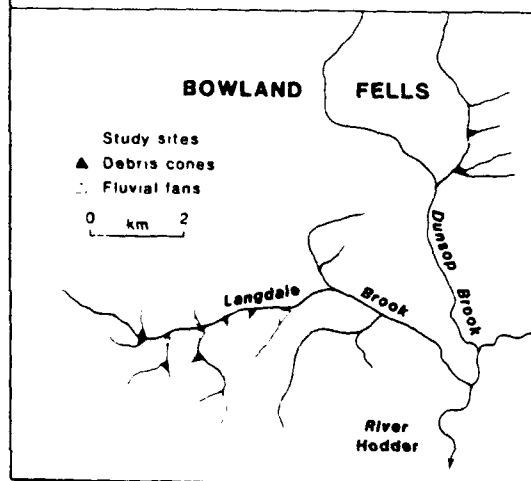 BOWLAND FELLS
Study sites
Debris cones
Fluvial fans
0 2
km
Dunsop Brook
Langdale Brook
River
Hodder